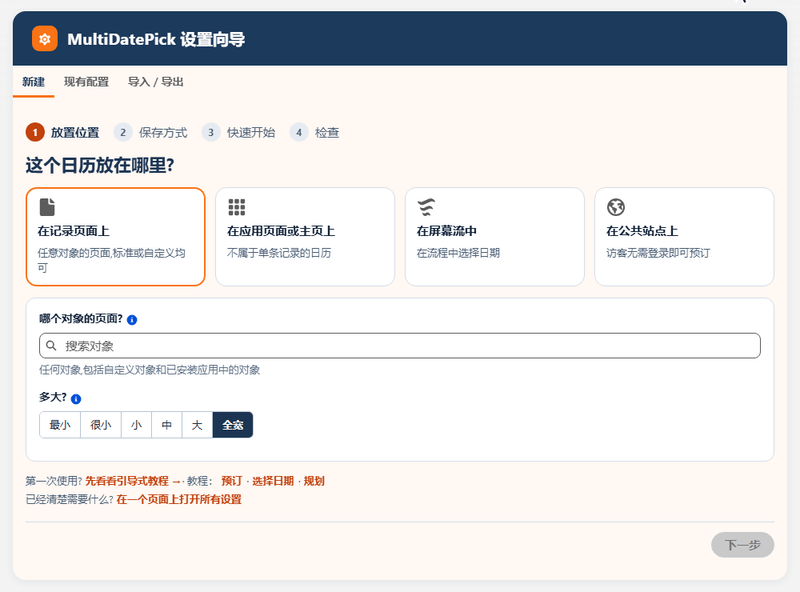 MultiDatePick 设置向导
新建 现有配置 导入 / 导出
1 放置位置 2 保存方式 3 快速开始 4 检查
这个日历放在哪里?
在记录页面上
任意对象的页面,标准或自定义均可
在应用页面或主页上
不属于单条记录的日历
在屏幕流中
在流程中选择日期
在公共站点上
访客无需登录即可预订
哪个对象的页面?
搜索对象
任何对象,包括自定义对象和已安装应用中的对象
多大?
最小 很小 小 中 大 全宽
第一次使用? 先看看引导式教程 → · 教程: 预订 · 选择日期 · 规划
已经清楚需要什么? 在一个页面上打开所有设置
下一步